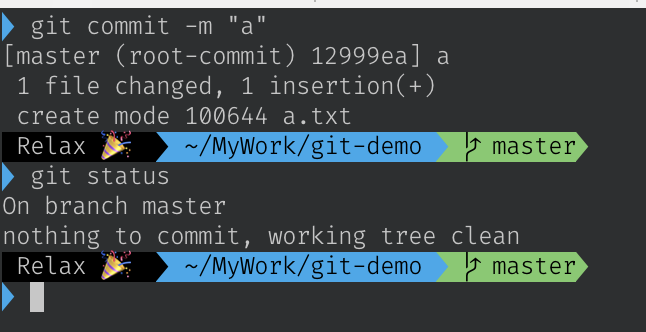 git commit -m "a"
[master (root-commit) 12999ea] a
 1 file changed, 1 insertion(+)
 create mode 100644 a.txt
Relax 🎉 ~/MyWork/git-demo master
git status
On branch master
nothing to commit, working tree clean
Relax 🎉 ~/MyWork/git-demo master